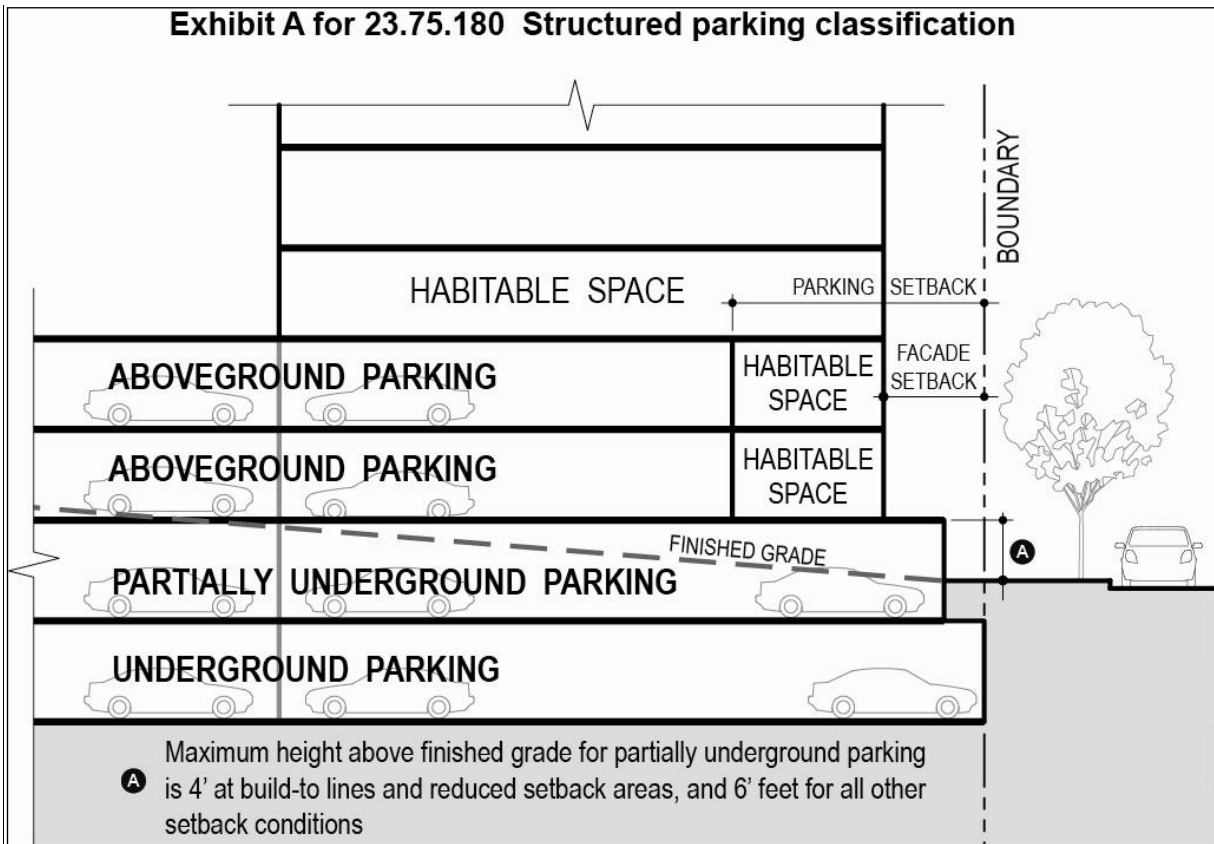 Exhibit A for 23.75.180 Structured parking classification
BOUNDARY
HABITABLE SPACE
PARKING SETBACK
ABOVEGROUND PARKING
HABITABLE
SPACE
FACADE
SETBACK
ABOVEGROUND PARKING
HABITABLE
SPACE
FINISHED GRADE
A
PARTIALLY UNDERGROUND PARKING
UNDERGROUND PARKING
A
Maximum height above finished grade for partially underground parking
is 4' at build-to lines and reduced setback areas, and 6' feet for all other
setback conditions